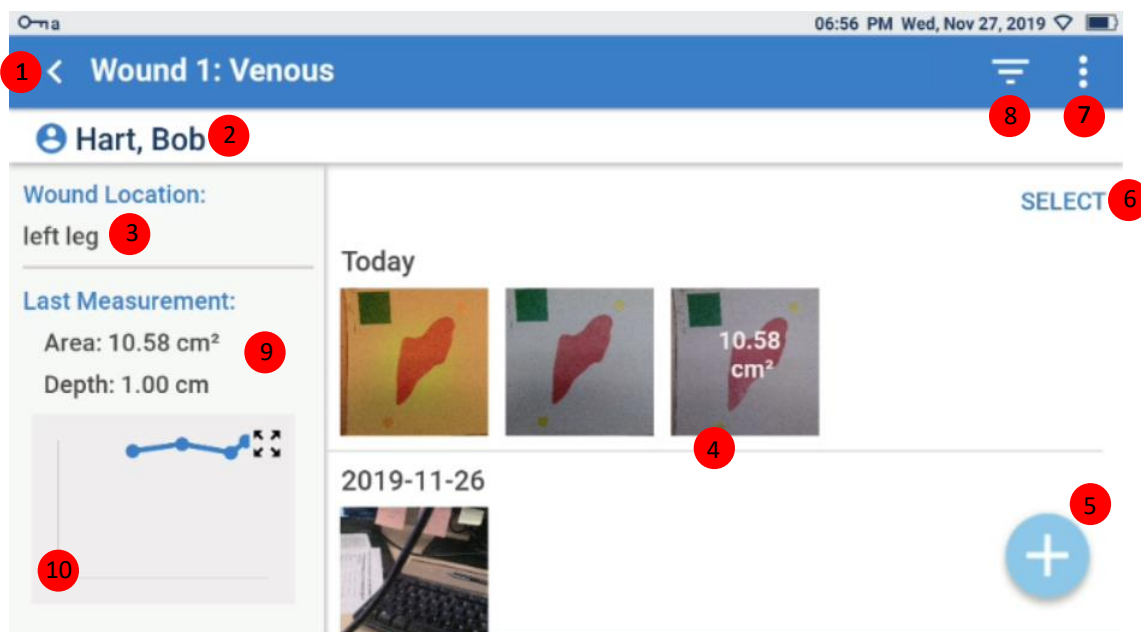 a 06:56 PM Wed, Nov 27, 2019
1 Wound 1: Venous 8 7
Hart, Bob 2
Wound Location:
left leg 3
Last Measurement:
Area: 10.58 cm² 9
Depth: 1.00 cm
10
SELECT 6
Today
10.58
cm²
4
2019-11-26
5